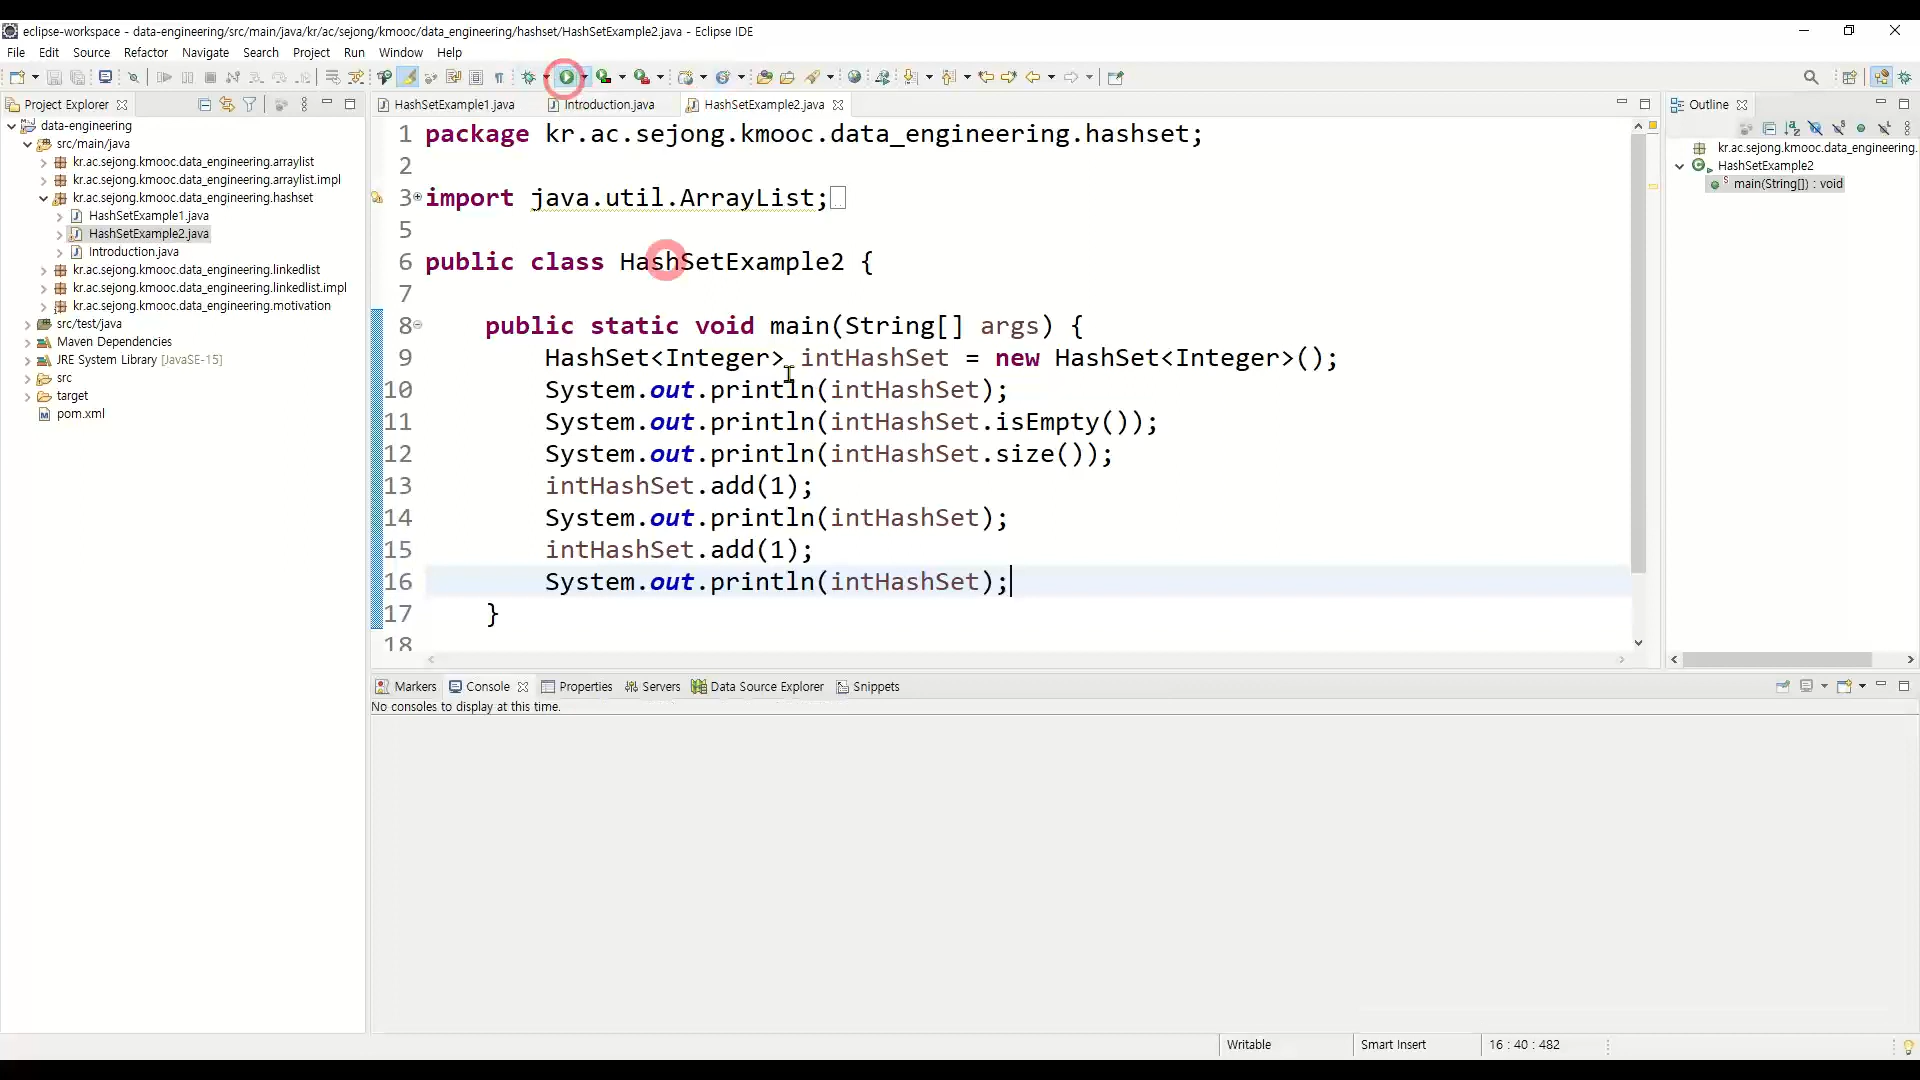 eclipse-workspace - data-engineering/src/main/java/kr/ac/sejong/kmooc/data_engineering/hashset/HashSetExample2.java - Eclipse IDE
File Edit Source Refactor Navigate Search Project Run Window Help
Project Explorer
data-engineering
src/main/java
kr.ac.sejong.kmooc.data_engineering.arraylist
kr.ac.sejong.kmooc.data_engineering.arraylist.impl
kr.ac.sejong.kmooc.data_engineering.hashset
HashSetExample1.java
HashSetExample2.java
Introduction.java
kr.ac.sejong.kmooc.data_engineering.linkedlist
kr.ac.sejong.kmooc.data_engineering.linkedlist.impl
kr.ac.sejong.kmooc.data_engineering.motivation
src/test/java
Maven Dependencies
JRE System Library [JavaSE-15]
src
target
pom.xml
HashSetExample1.java Introduction.java HashSetExample2.java
1 package kr.ac.sejong.kmooc.data_engineering.hashset;
2
3 import java.util.ArrayList;
5
6 public class HashSetExample2 {
7
8 public static void main(String[] args) {
9 HashSet<Integer> intHashSet = new HashSet<Integer>();
10 System.out.println(intHashSet);
11 System.out.println(intHashSet.isEmpty());
12 System.out.println(intHashSet.size());
13 intHashSet.add(1);
14 System.out.println(intHashSet);
15 intHashSet.add(1);
16 System.out.println(intHashSet);
17 }
18
Outline
kr.ac.sejong.kmooc.data_engineering.
HashSetExample2
main(String[]) : void
Markers Console Properties Servers Data Source Explorer Snippets
No consoles to display at this time.
Writable Smart Insert 16 : 40 : 482